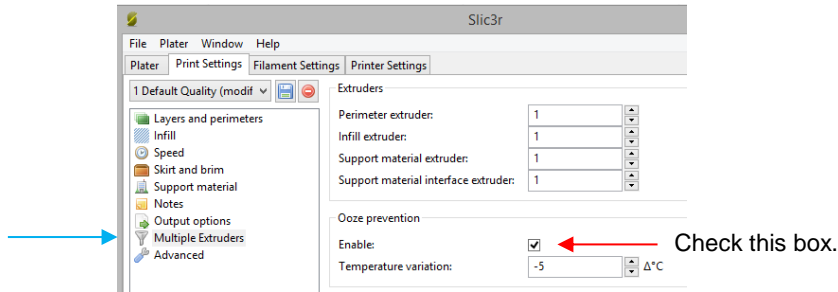 Slic3r
File Plater Window Help
Plater Print Settings Filament Settings Printer Settings
1 Default Quality (modif
Layers and perimeters
Infill
Speed
Skirt and brim
Support material
Notes
Output options
Multiple Extruders
Advanced
Extruders
Perimeter extruder: 1
Infill extruder: 1
Support material extruder: 1
Support material interface extruder: 1
Ooze prevention
Enable:
Temperature variation: -5 Δ°C
Check this box.